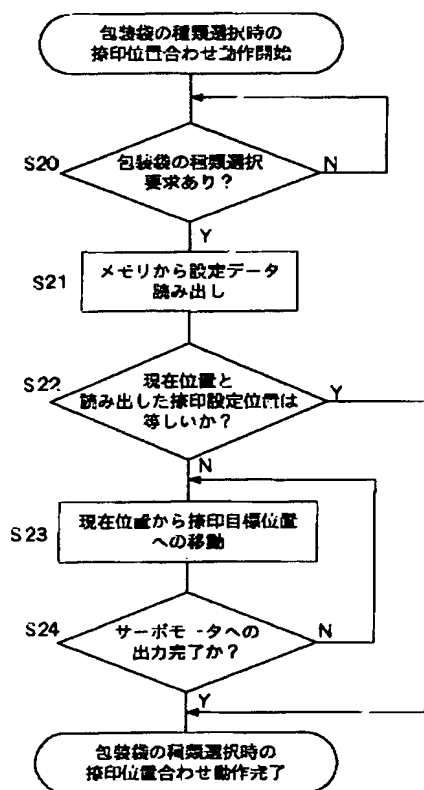 包装袋の種類選択時の
捺印位置合わせ動作開始
S20
包装袋の種類選択
要求あり？
N
Y
S21
メモリから設定データ
読み出し
S22
現在位置と
読み出した捺印設定位置は
等しいか？
Y
N
S23
現在位置から捺印目標位置
への移動
S24
サーボモータへの
出力完了か？
N
Y
包装袋の種類選択時の
捺印位置合わせ動作完了